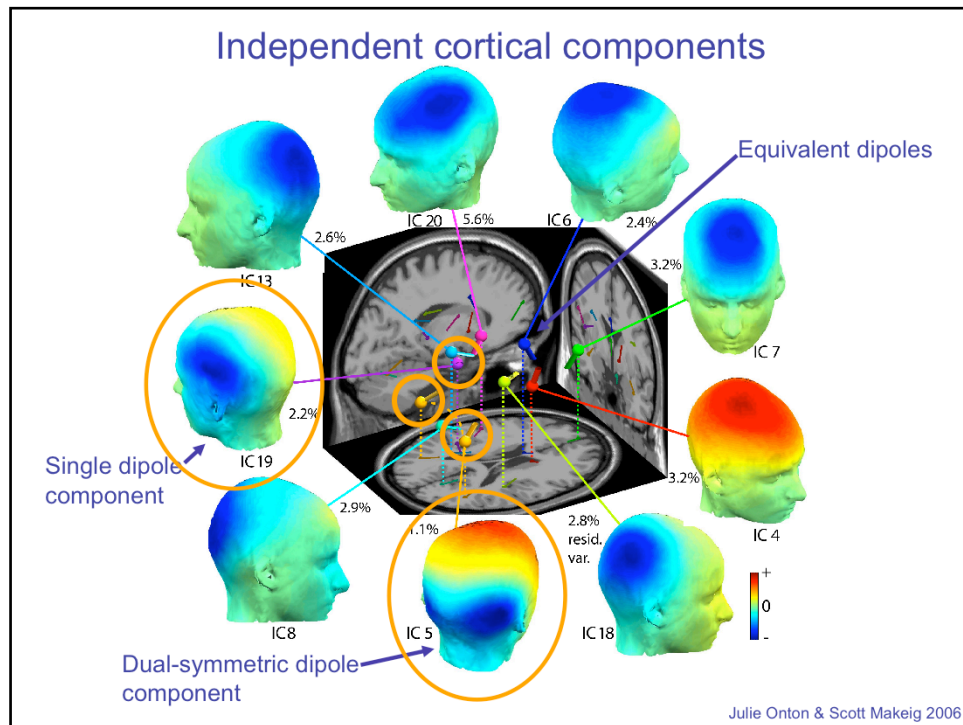 Independent cortical components
Equivalent dipoles
IC 20
5.6%
IC6
2.4%
2.6%
IC13
3.2%
IC 7
2.2%
IC19
Single dipole
component
2.9%
IC8
1.1%
IC 5
2.8%
resid.
var.
IC18
3.2%
IC 4
+
0
-
Dual-symmetric dipole
component
Julie Onton & Scott Makeig 2006